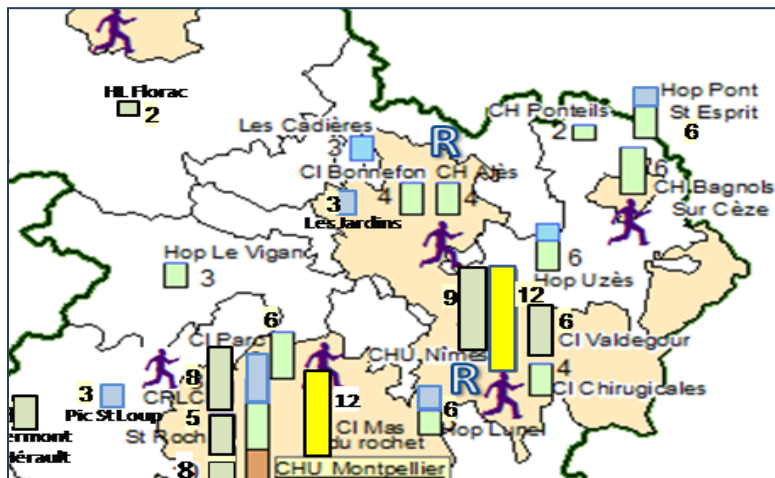 HL Florac
2
Hop Pont
St Esprit
6
CH Ponteils
2
Les Cadières
3
R
CI Bonnefon
CH Alès
6
4
4
CH Bagnols
Sur Cèze
3
Les Jardins
Hop Le Vigan
3
6
Hop Uzès
9
12
6
CI Valdegour
6
CI Parc
CHU Nîmes
R
4
CI Chirugicales
8
CRLC
3
Pic St Loup
12
6
Hop Lunel
5
St Roch
CI Mas
du rochet
ermont
Hérault
8
CHU Montpellier